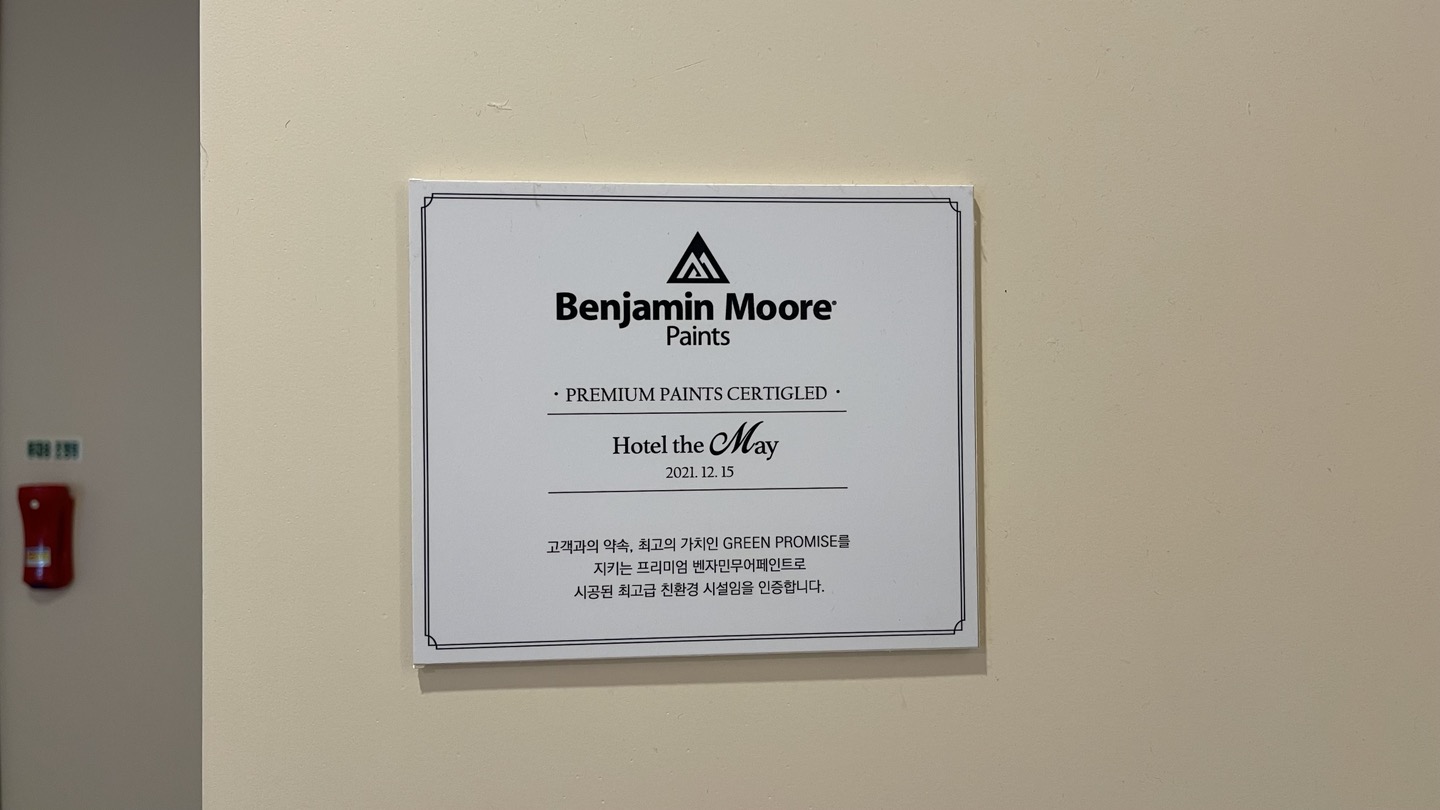 Benjamin Moore®
Paints
· PREMIUM PAINTS CERTIGLED ·
Hotel the May
2021. 12. 15
고객과의 약속, 최고의 가치인 GREEN PROMISE를
지키는 프리미엄 벤자민무어페인트로
시공된 최고급 친환경 시설임을 인증합니다.